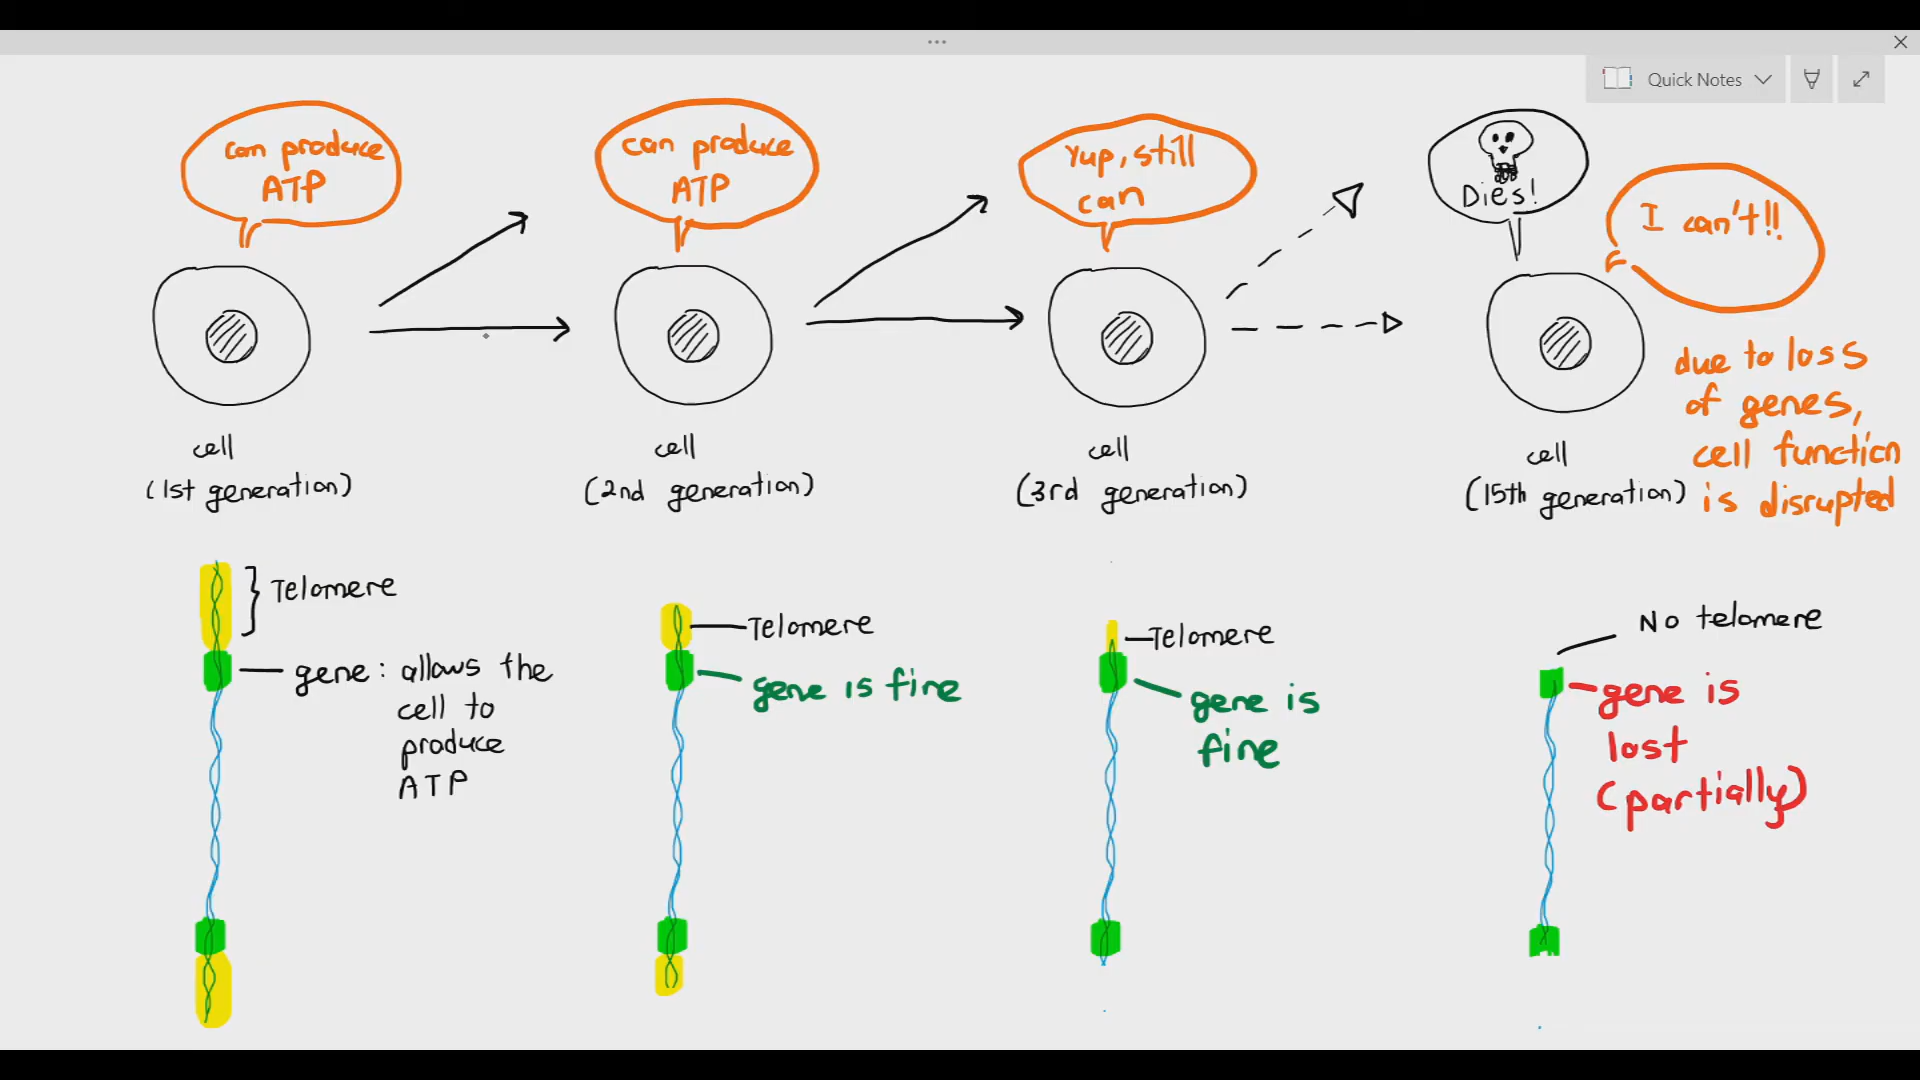 Quick Notes
can produce
ATP
can produce
ATP
Yup, still
can
Dies!
I can't!!
due to loss
of genes,
cell function
is disrupted
cell
(1st generation)
cell
(2nd generation)
cell
(3rd generation)
cell
(15th generation)
Telomere
gene: allows the
cell to
produce
ATP
Telomere
gene is fine
Telomere
gene is
fine
No telomere
gene is
lost
(partially)